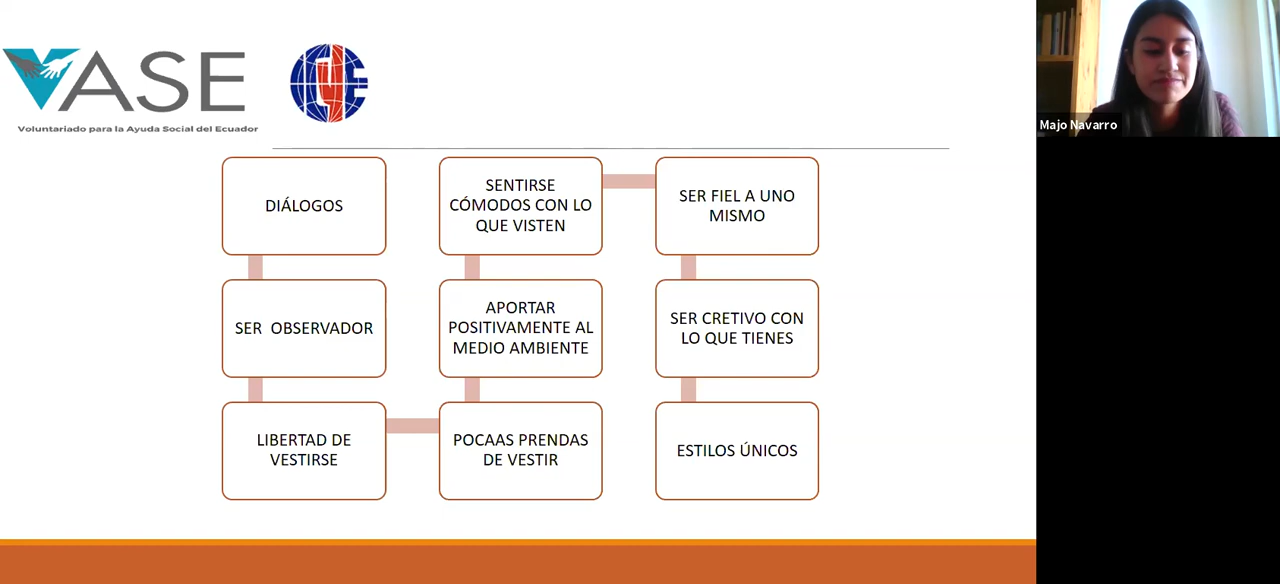 VASE
Voluntariado para la Ayuda Social del Ecuador
Majo Navarro
DIÁLOGOS
SER OBSERVADOR
LIBERTAD DE
VESTIRSE
POCAAS PRENDAS
DE VESTIR
APORTAR
POSITIVAMENTE AL
MEDIO AMBIENTE
SENTIRSE
CÓMODOS CON LO
QUE VISTEN
SER FIEL A UNO
MISMO
SER CRETIVO CON
LO QUE TIENES
ESTILOS ÚNICOS